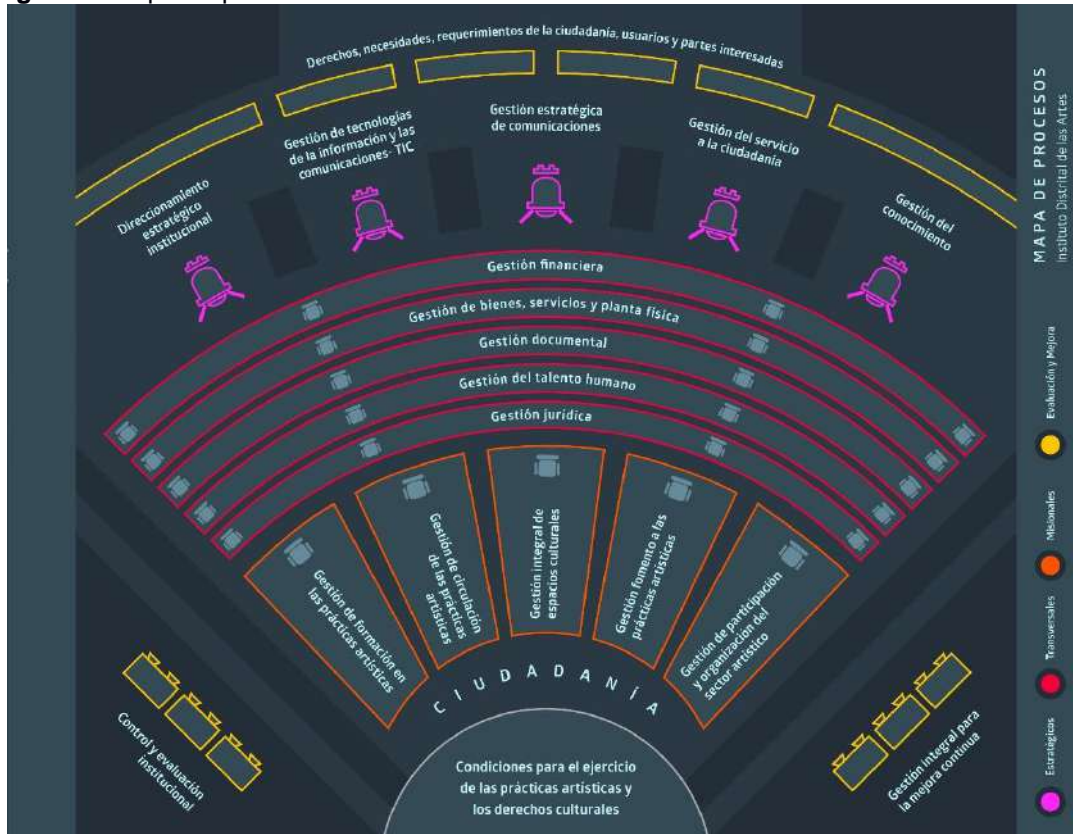 Derechos, necesidades, requerimientos de la ciudadanía, usuarios y partes interesadas
Direccionamiento
estratégico
institucional
Gestión de tecnologías
de la información y las
comunicaciones- TIC
Gestión estratégica
de comunicaciones
Gestión del servicio
a la ciudadanía
Gestión del
conocimiento
Gestión financiera
Gestión de bienes, servicios y planta física
Gestión documental
Gestión del talento humano
Gestión jurídica
Gestión de formación en
las prácticas artísticas
Gestión de circulación
de las prácticas
artísticas
Gestión integral de
espacios culturales
Gestión fomento a las
prácticas artísticas
Gestión de participación
y organización del
sector artístico
CIUDADANÍA
Condiciones para el ejercicio
de las prácticas artísticas y
los derechos culturales
Control y evaluación
institucional
Gestión integral para
la mejora continua
MAPA DE PROCESOS
Instituto Distrital de las Artes
Evaluación y Mejora
Misionales
Transversales
Estratégicos